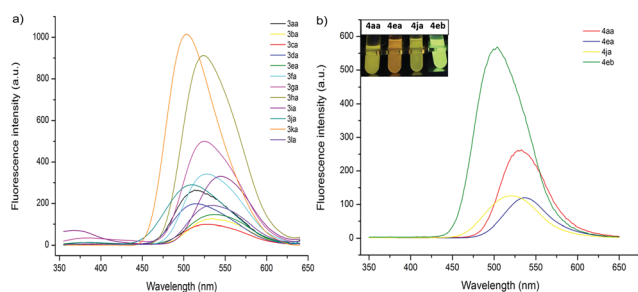 a)
3aa
3ba
3ca
3da
3ea
3fa
3ga
3ha
3ia
3ja
3ka
3la
Fluorescence intensity (a.u.)
1000
800
600
400
200
0
350 400 450 500 550 600 650
Wavelength (nm)
b)
4aa 4ea 4ja 4eb
4aa
4ea
4ja
4eb
Fluorescence intensity (a.u.)
600
500
400
300
200
100
0
350 400 450 500 550 600 650
Wavelength (nm)